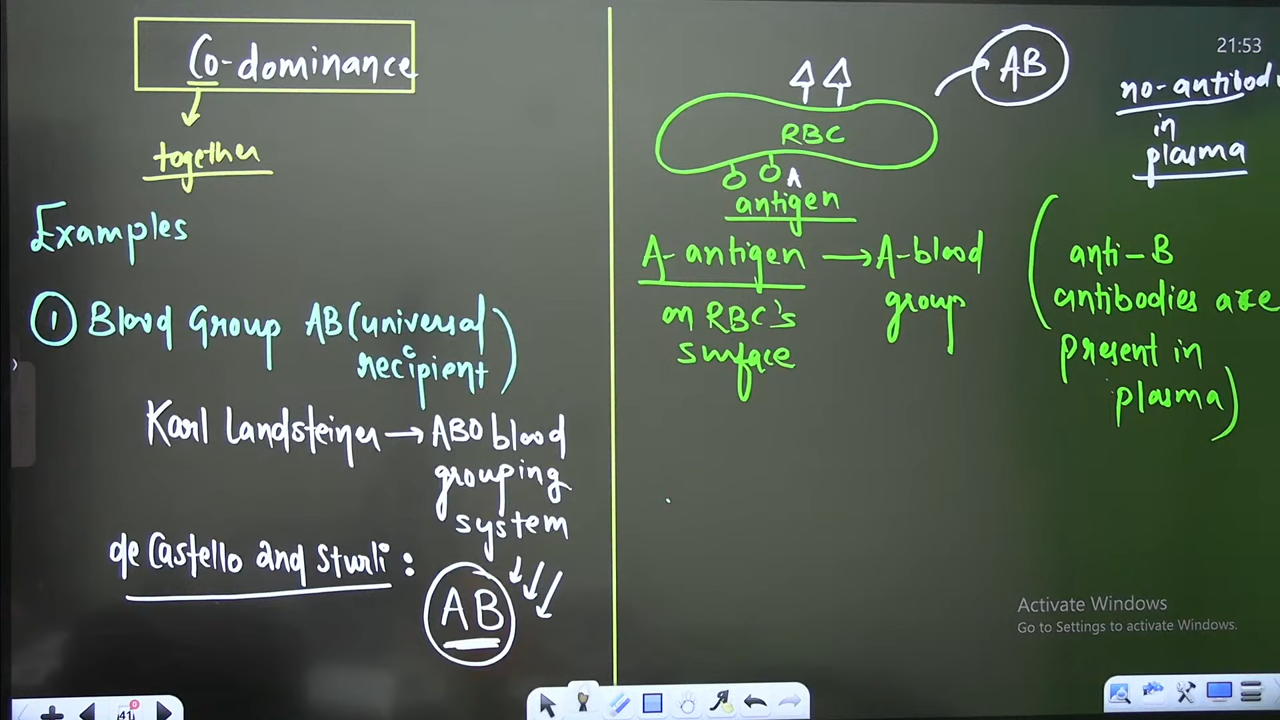 Co-dominance
together
Examples
① Blood Group AB (universal
recipient)
Karl Landsteiner → ABO blood
grouping
system
de Castello and Sturli :
AB
21:53
AB
RBC
A
antigen
no-antibodi
in
plasma
A-antigen → A-blood
group
on RBC's
surface
(anti-B
antibodies are
present in
plasma)
Activate Windows
Go to Settings to activate Windows.
41